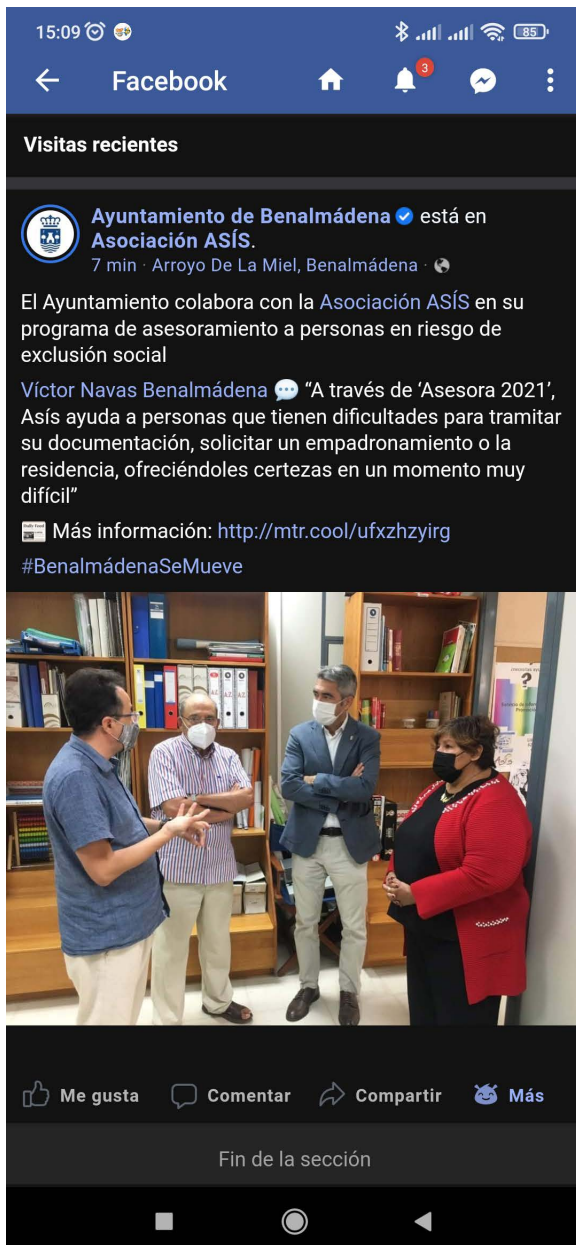 15:09
85
Facebook
3
Visitas recientes
Ayuntamiento de Benalmádena está en
Asociación ASÍS.
7 min · Arroyo De La Miel, Benalmádena ·
El Ayuntamiento colabora con la Asociación ASÍS en su
programa de asesoramiento a personas en riesgo de
exclusión social
Víctor Navas Benalmádena 💬 “A través de ‘Asesora 2021’,
Asís ayuda a personas que tienen dificultades para tramitar
su documentación, solicitar un empadronamiento o la
residencia, ofreciéndoles certezas en un momento muy
difícil”
📰 Más información: http://mtr.cool/ufxzhzyirg
#BenalmádenaSeMueve
A-Z
?
Me gusta
Comentar
Compartir
Más
Fin de la sección